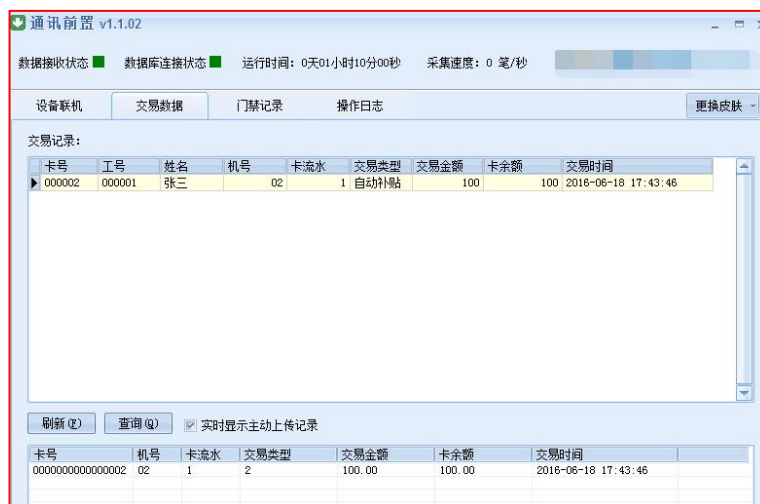 通讯前置 v1.1.02
数据接收状态 数据库连接状态 运行时间: 0天01小时10分00秒 采集速度: 0 笔/秒
设备联机 交易数据 门禁记录 操作日志 更换皮肤
交易记录:
卡号 工号 姓名 机号 卡流水 交易类型 交易金额 卡余额 交易时间
000002 000001 张三 02 1 自动补贴 100 100 2016-06-18 17:43:46
刷新(F) 查询(Q) 实时显示主动上传记录
卡号 机号 卡流水 交易类型 交易金额 卡余额 交易时间
0000000000000002 02 1 2 100.00 100.00 2016-06-18 17:43:46